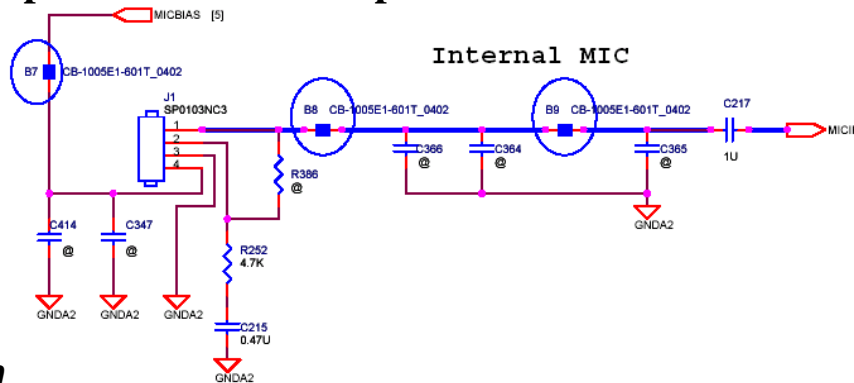 MICBIAS [5]
Internal MIC
B7 CB-1005E1-601T_0402
J1
SP0103NC3
B8 CB-1005E1-601T_0402
B9 CB-1005E1-601T_0402
C217
1U
MICI
1
2
3
4
C366
@
C364
@
C365
@
R386
@
GNDA2
C414
@
C347
@
R252
4.7K
GNDA2
GNDA2
GNDA2
C215
0.47U
GNDA2